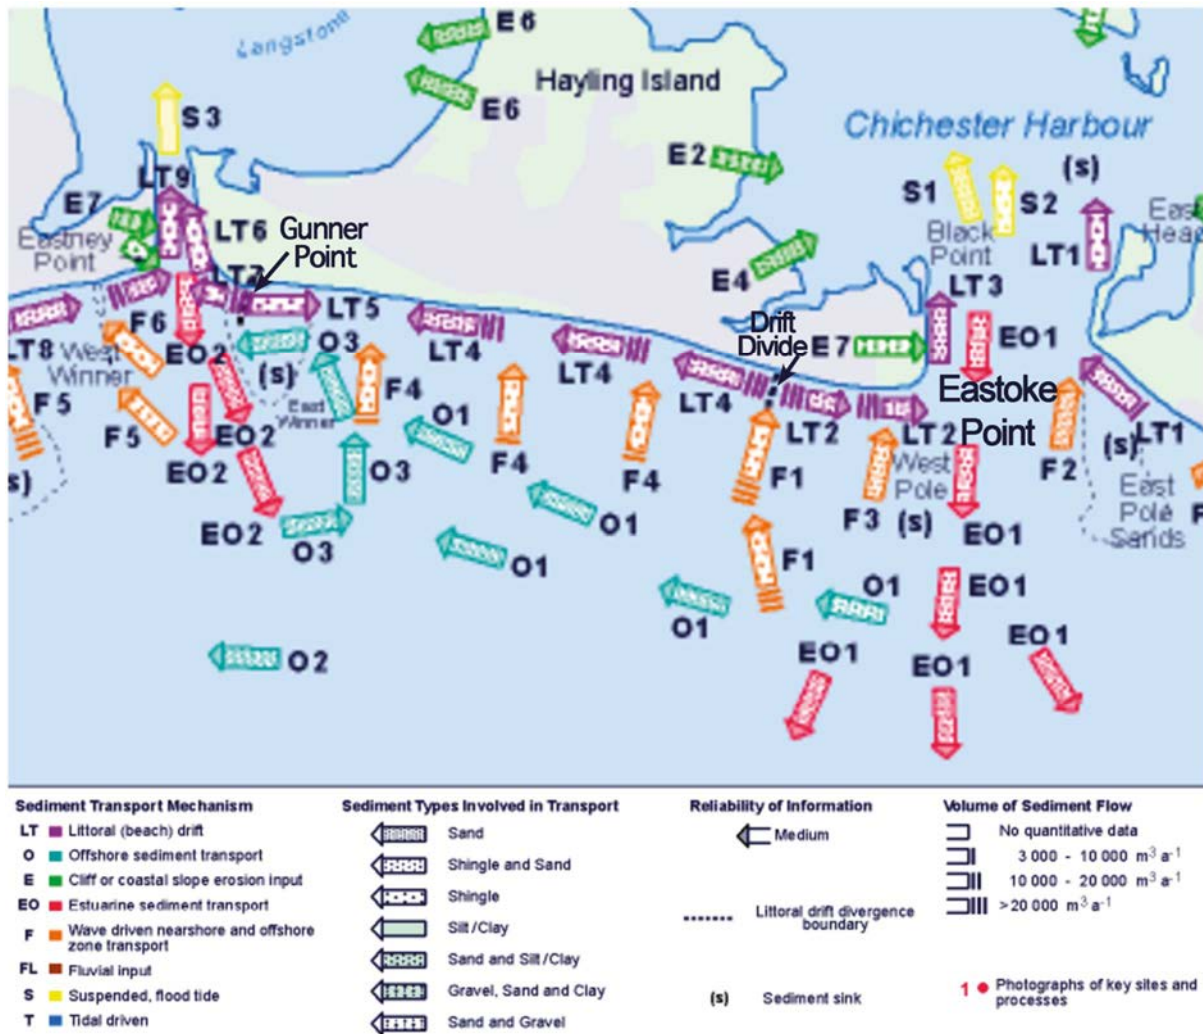 Langstone
E6
E6
Hayling Island
Chichester Harbour
S3
E2
(s)
LT9
S1
S2
E7
Eastney
Point
LT6
Gunner
Point
LT7
Black
Point
East
Head
E4
LT1
LT3
LT5
F6
LT8
West
Winner
EO2
O3
(s)
East
Winner
LT4
LT4
Drift
Divide
E7
EO1
Eastoke
Point
F5
F5
F4
O1
LT4
LT2
LT2
LT1
(s)
EO2
F4
F4
F1
West
Pole
F2
East
Pole
Sands
s)
EO2
O3
F3
(s)
F
EO2
O3
O1
O1
F1
EO1
O1
O1
EO1
O2
EO1
EO1
EO1
Sediment Transport Mechanism
LT Littoral (beach) drift
O Offshore sediment transport
E Cliff or coastal slope erosion input
EO Estuarine sediment transport
F Wave driven nearshore and offshore
zone transport
FL Fluvial input
S Suspended, flood tide
T Tidal driven
Sediment Types Involved in Transport
Sand
Shingle and Sand
Shingle
Silt/Clay
Sand and Silt/Clay
Gravel, Sand and Clay
Sand and Gravel
Reliability of Information
Medium
Littoral drift divergence
boundary
(s) Sediment sink
Volume of Sediment Flow
No quantitative data
3 000 - 10 000 m³ a⁻¹
10 000 - 20 000 m³ a⁻¹
>20 000 m³ a⁻¹
1 Photographs of key sites and
processes